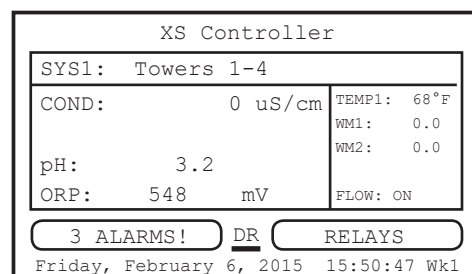 XS Controller
SYS1: Towers 1-4
COND: 0 uS/cm
pH: 3.2
ORP: 548 mV
TEMP1: 68°F
WM1: 0.0
WM2: 0.0
FLOW: ON
3 ALARMS! DR RELAYS
Friday, February 6, 2015 15:50:47 Wk1